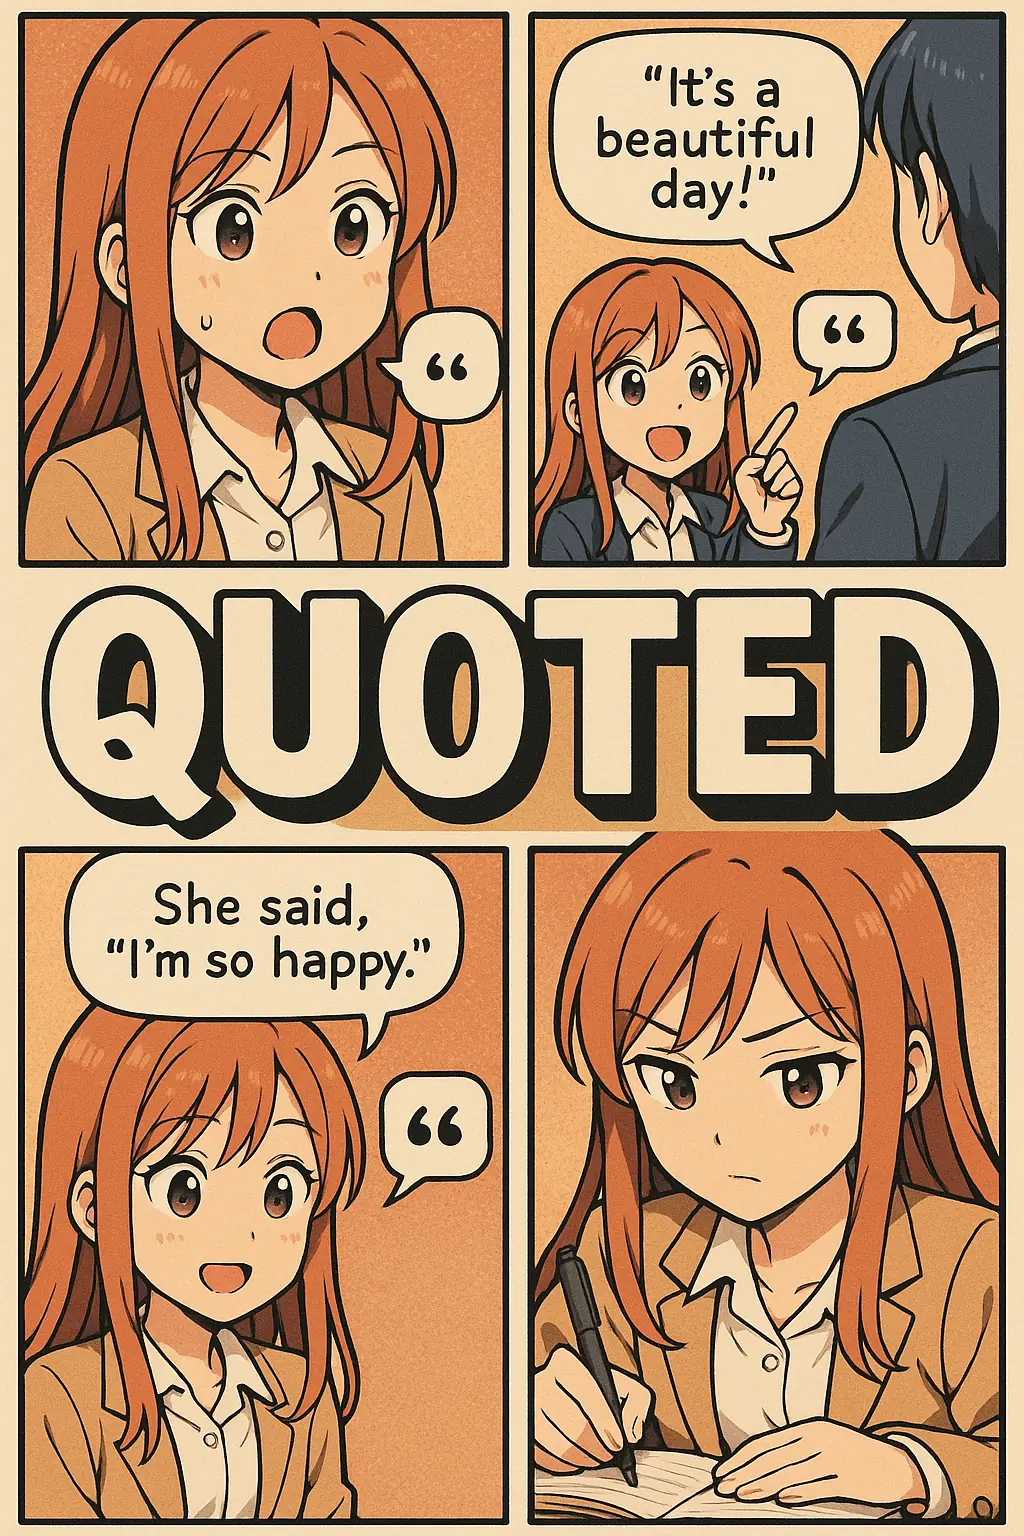 “
“It’s a
beautiful
day!”
“
QUOTED
She said,
“I’m so happy.”
“